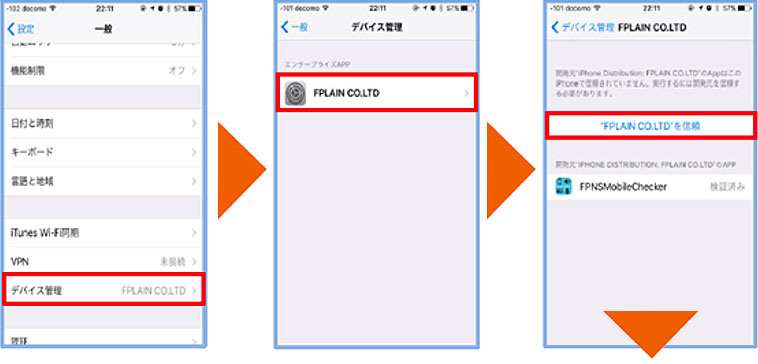 -102 docomo 22:11 57%
設定 一般
機能制限 オフ
日付と時刻
キーボード
言語と地域
iTunes Wi-Fi同期
VPN 未接続
デバイス管理 FPLAIN CO.LTD
-101 docomo 22:11 57%
一般 デバイス管理
エンタープライズAPP
FPLAIN CO.LTD
-101 docomo 22:11 57%
デバイス管理 FPLAIN CO.LTD
開発元"iPhone Distribution: FPLAIN CO.LTD"のAppはこの
iPhoneで信頼されていません。実行するには開発元を信頼す
る必要があります。
"FPLAIN CO.LTD"を信頼
開発元"IPHONE DISTRIBUTION: FPLAIN CO.LTD"のAPP
FPNSMobileChecker 検証済み